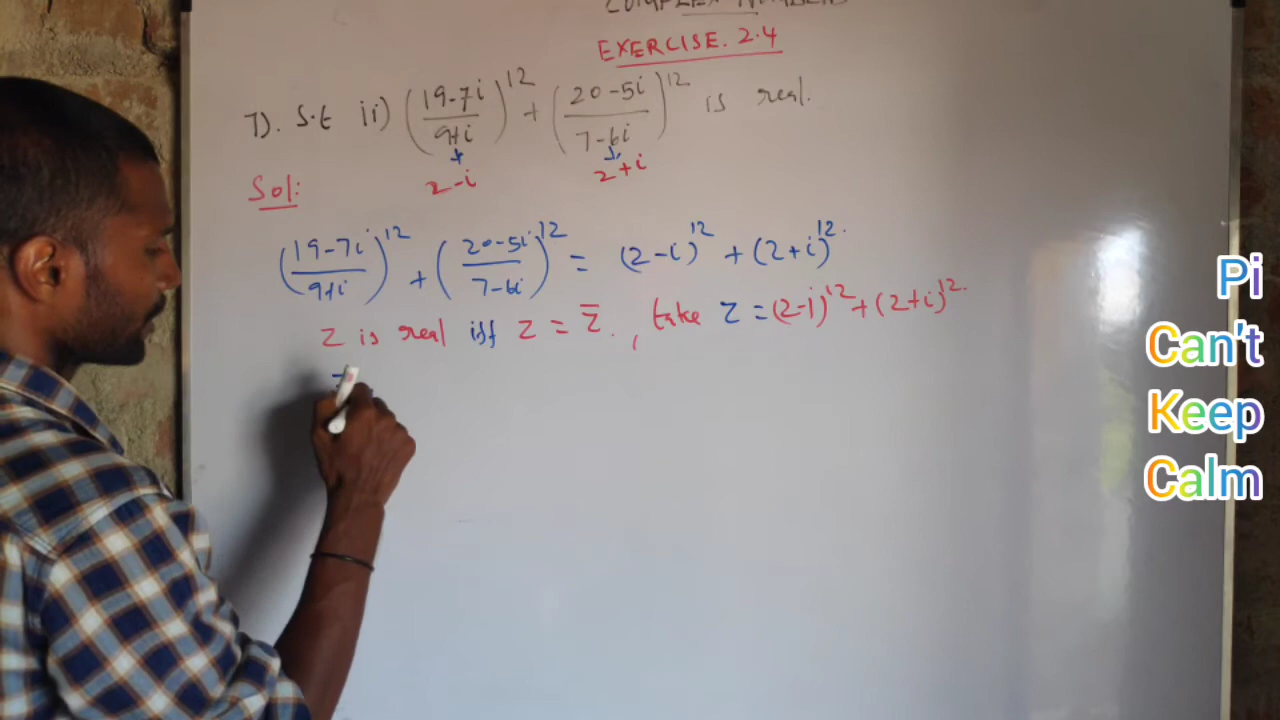 COMPLEX NUMBERS
EXERCISE. 2.4
7). S.t ii) ((19-7i)/(9+i))^12 + ((20-5i)/(7-6i))^12 is real.
2-i 2+i
Sol:
((19-7i)/(9+i))^12 + ((20-5i)/(7-6i))^12 = (2-i)^12 + (2+i)^12.
Z is real iff Z = Z̅. , take Z = (2-i)^12 + (2+i)^12.
Pi
Can't
Keep
Calm